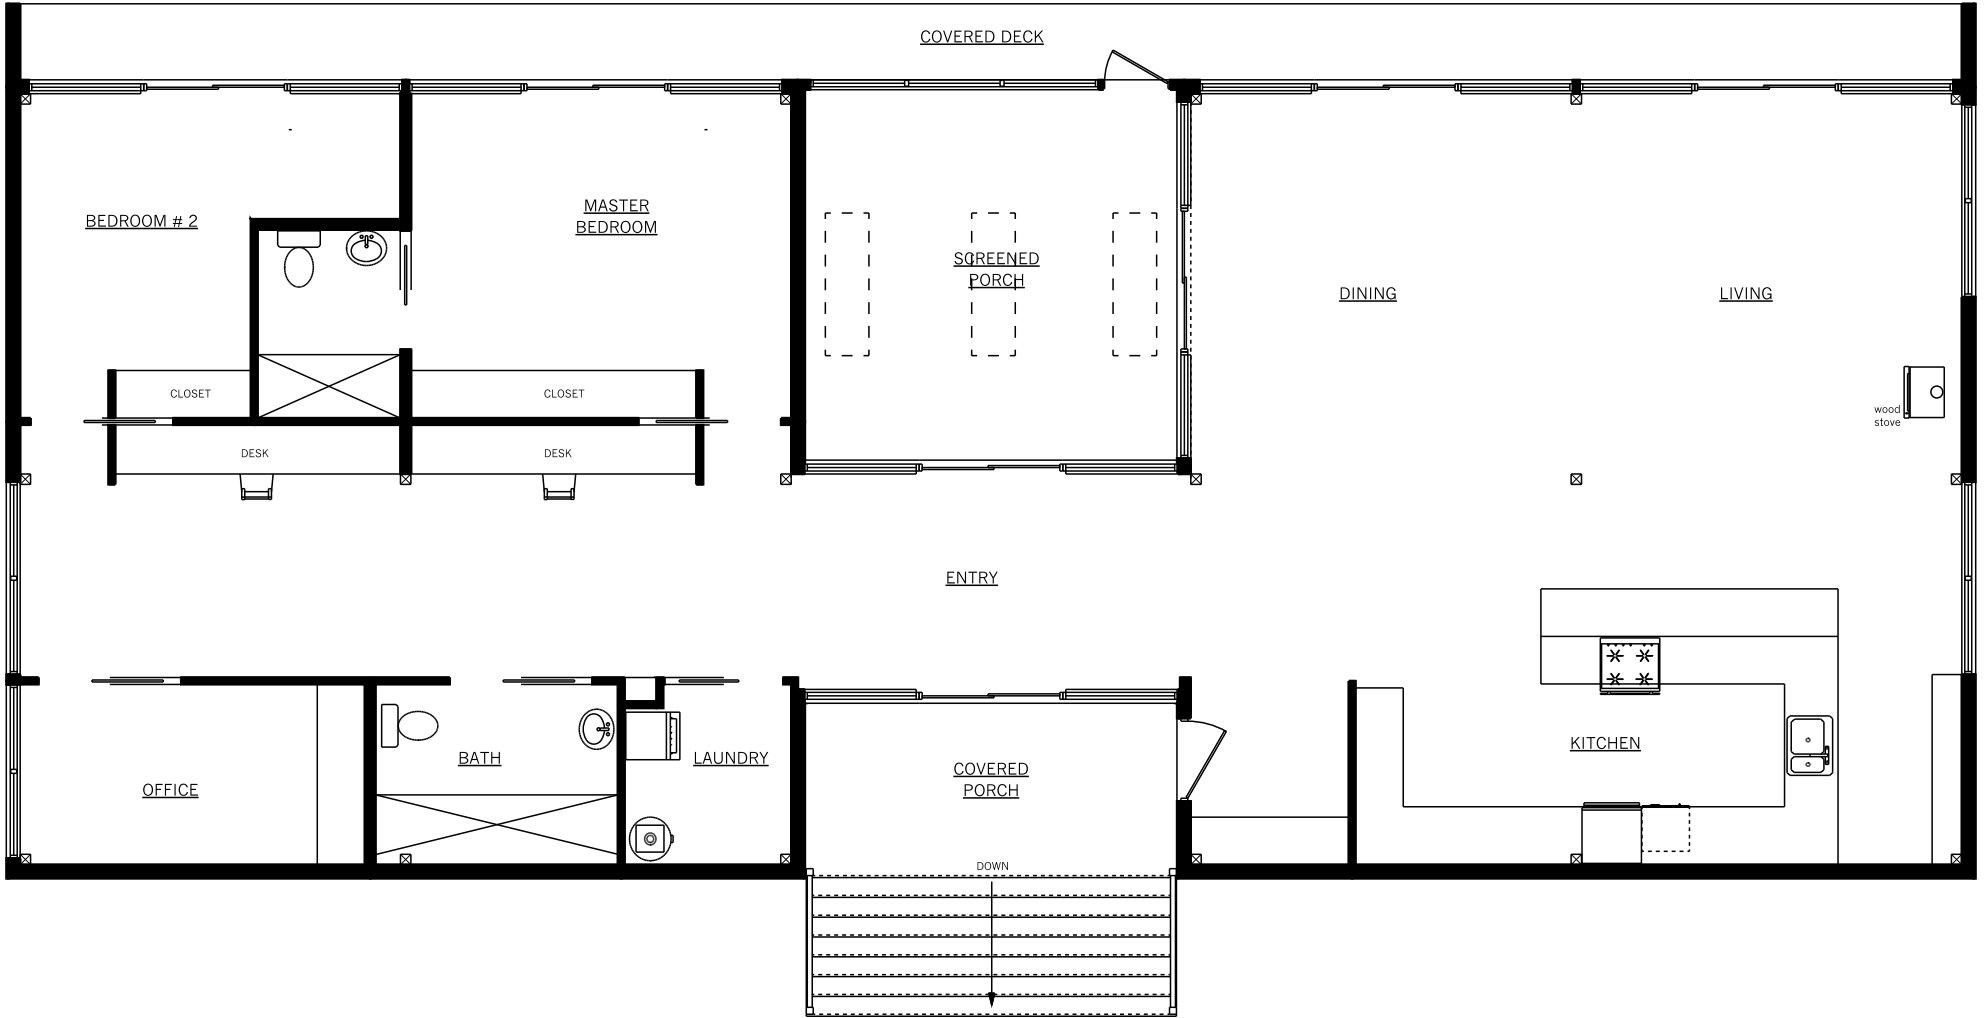 COVERED DECK
BEDROOM # 2
MASTER
BEDROOM
SCREENED
PORCH
DINING
LIVING
CLOSET
CLOSET
wood
stove
DESK
DESK
ENTRY
KITCHEN
BATH
LAUNDRY
COVERED
PORCH
OFFICE
DOWN